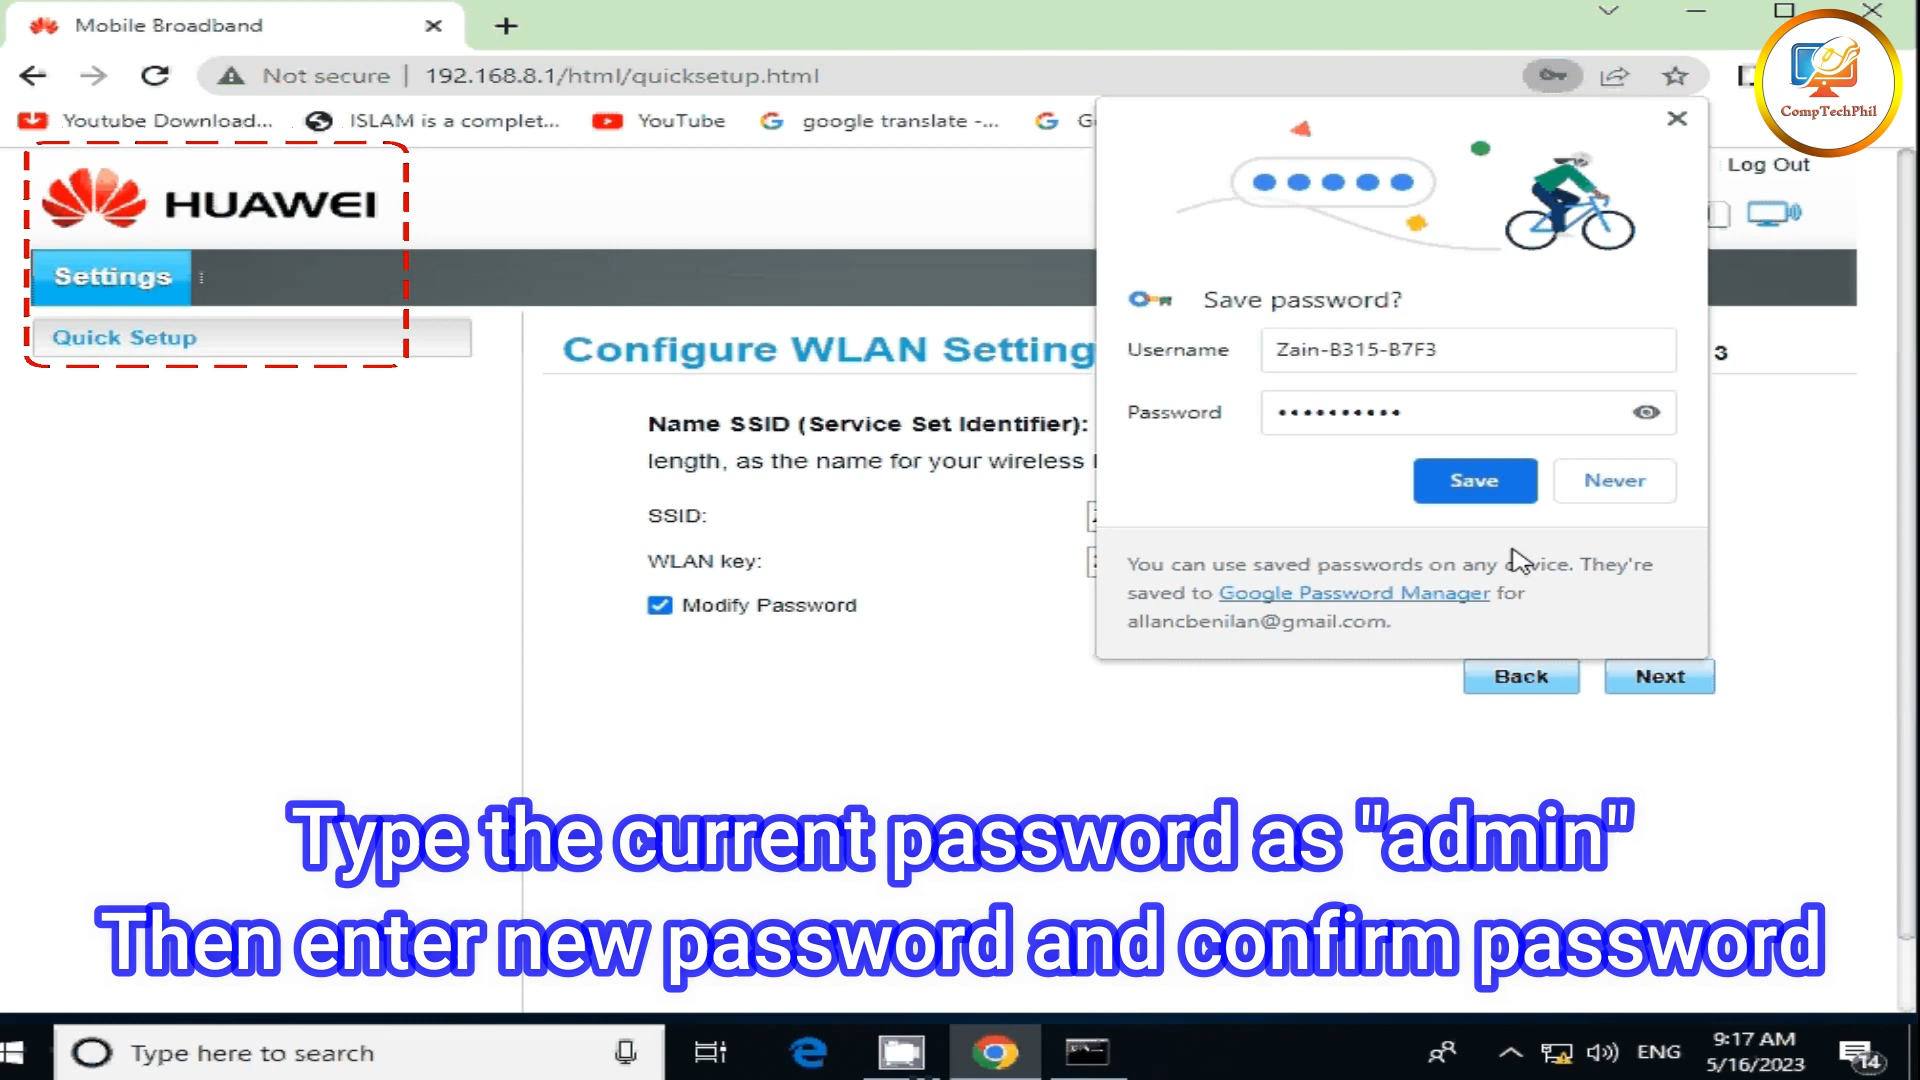 Mobile Broadband
Not secure | 192.168.8.1/html/quicksetup.html
Youtube Download...
ISLAM is a complet...
YouTube
google translate -...
G
CompTechPhil
HUAWEI
Log Out
Settings
Quick Setup
Configure WLAN Setting
3
Name SSID (Service Set Identifier):
length, as the name for your wireless
SSID:
WLAN key:
Modify Password
Save password?
Username
Zain-B315-B7F3
Password
••••••••••
Save
Never
You can use saved passwords on any device. They're
saved to Google Password Manager for
allancbenilan@gmail.com.
Back
Next
Type the current password as "admin"
Then enter new password and confirm password
Type here to search
ENG
9:17 AM
5/16/2023
14